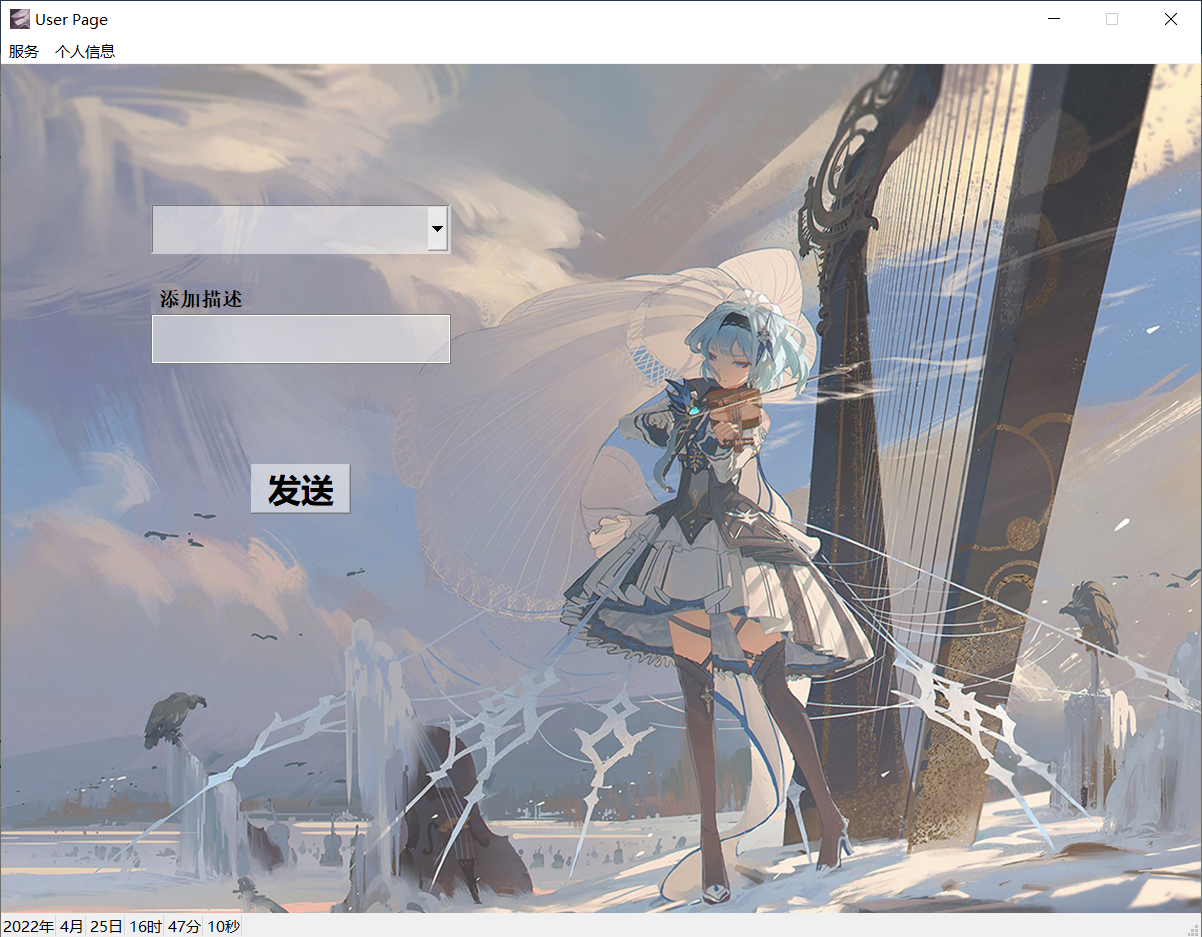 User Page
服务 个人信息
添加描述
发送
2022年 4月 25日 16时 47分 10秒